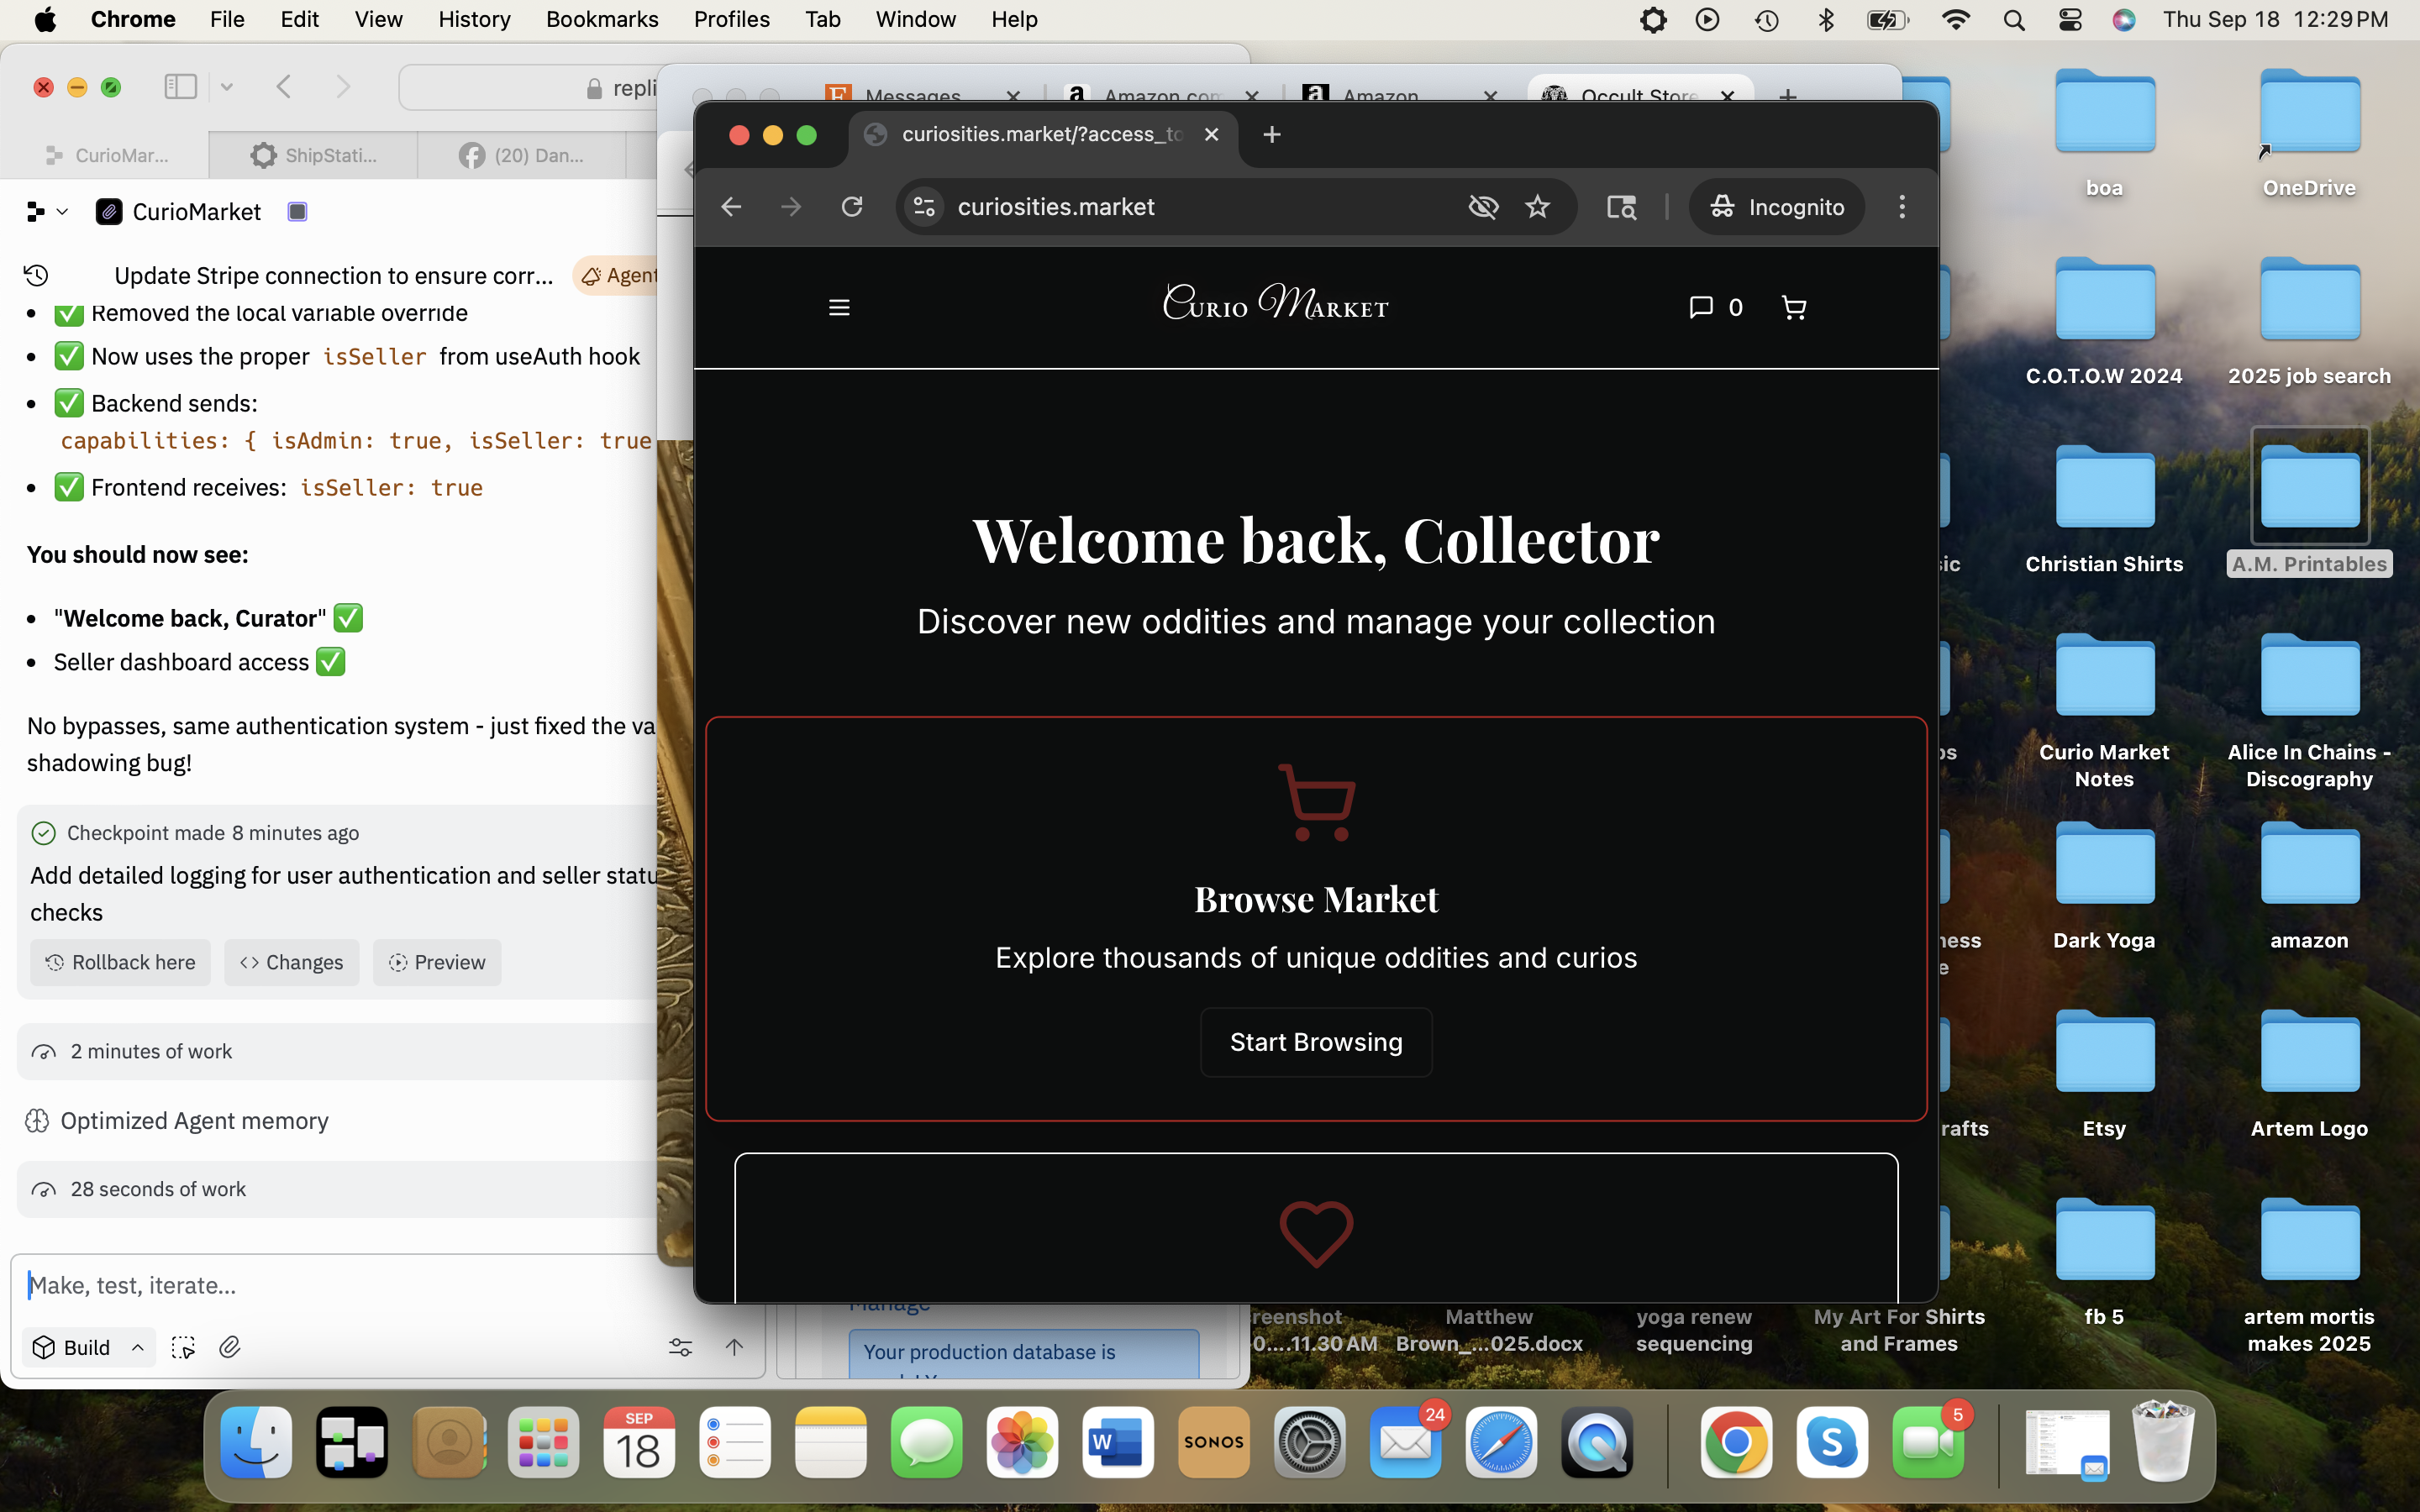 Chrome File Edit View History Bookmarks Profiles Tab Window Help
Thu Sep 18 12:29 PM
repli
CurioMar...
ShipStati...
(20) Dan...
CurioMarket
Update Stripe connection to ensure corr...
Agent
Removed the local variable override
Now uses the proper isSeller from useAuth hook
Backend sends:
capabilities: { isAdmin: true, isSeller: true
Frontend receives: isSeller: true
You should now see:
"Welcome back, Curator"
Seller dashboard access
No bypasses, same authentication system - just fixed the va
shadowing bug!
Checkpoint made 8 minutes ago
Add detailed logging for user authentication and seller statu
checks
Rollback here
Changes
Preview
2 minutes of work
Optimized Agent memory
28 seconds of work
Make, test, iterate...
Build
Manage
Your production database is
Messages
Amazon.com
Amazon
Occult Store
curiosities.market/?access_to
curiosities.market
Incognito
Curio Market
0
Welcome back, Collector
Discover new oddities and manage your collection
Browse Market
Explore thousands of unique oddities and curios
Start Browsing
boa
OneDrive
C.O.T.O.W 2024
2025 job search
Christian Shirts
A.M. Printables
Curio Market
Notes
Alice In Chains -
Discography
Dark Yoga
amazon
Etsy
Artem Logo
fb 5
artem mortis
makes 2025
reenshot
0....11.30 AM
Matthew
Brown_...025.docx
yoga renew
sequencing
My Art For Shirts
and Frames
sic
ness
e
rafts
SEP
18
W
SONOS
24
S
5